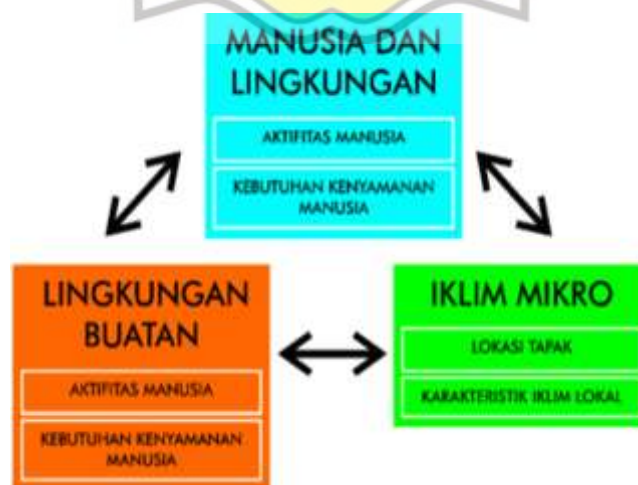 MANUSIA DAN
LINGKUNGAN
AKTIFITAS MANUSIA
KEBUTUHAN KENYAMANAN
MANUSIA
LINGKUNGAN
BUATAN
AKTIFITAS MANUSIA
KEBUTUHAN KENYAMANAN
MANUSIA
IKLIM MIKRO
LOKASI TAPAK
KARAKTERISTIK IKLIM LOKAL